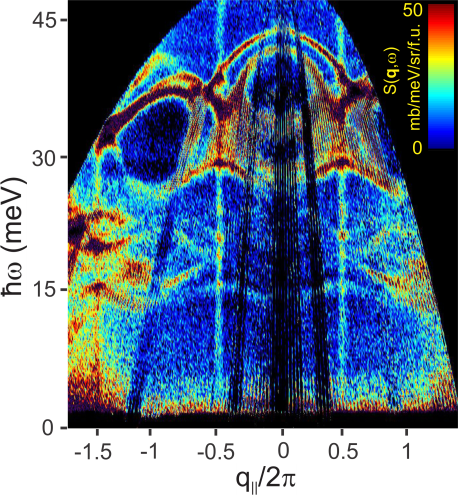 45
30
15
0
ħω (meV)
-1.5 -1 -0.5 0 0.5 1
q||/2π
50
0
S(q,ω)
mb/meV/sr/f.u.